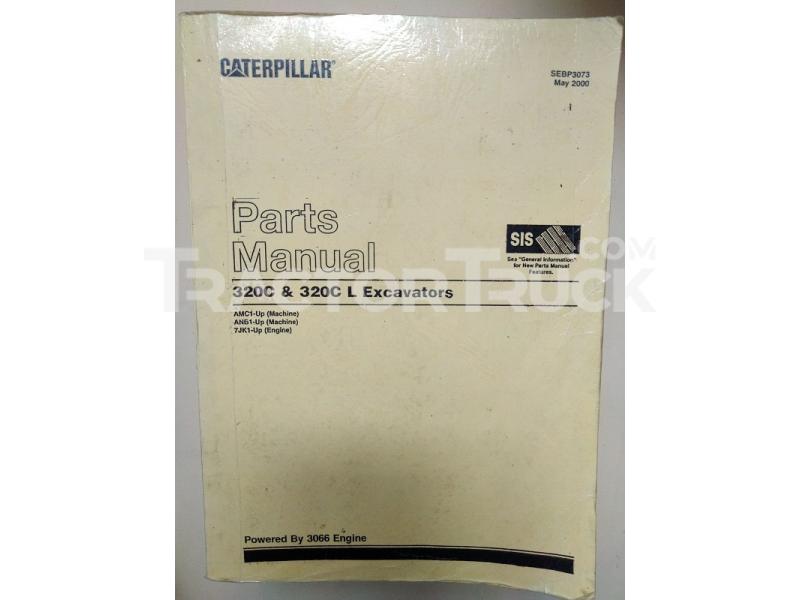 CATERPILLAR®
SEBP3073
May 2000
Parts
Manual
SIS
See "General Information"
for New Parts Manual
Features.
320C & 320C L Excavators
AMC1-Up (Machine)
ANB1-Up (Machine)
7JK1-Up (Engine)
TRACTORTRUCK.COM
Powered By 3066 Engine